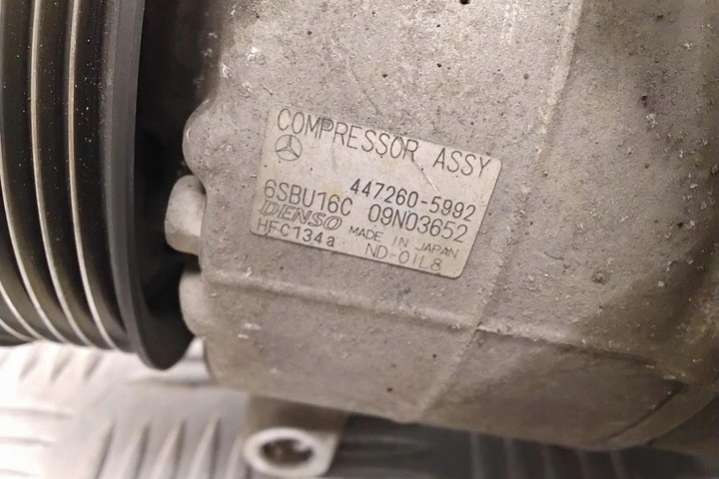 COMPRESSOR ASSY
447260-5992
6SBU16C 09N03652
DENSO MADE IN JAPAN
HFC134a ND-OIL8